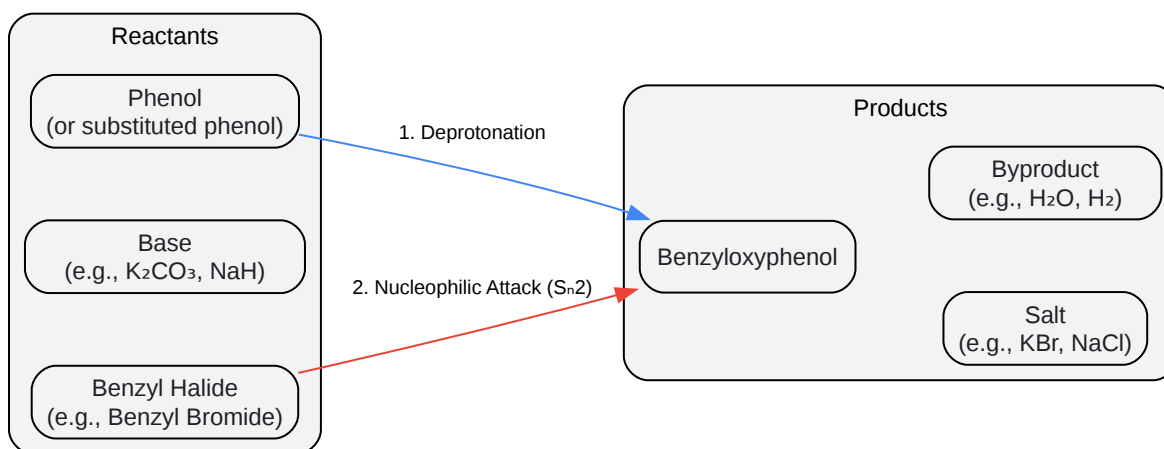 Reactants
Phenol
(or substituted phenol)
Base
(e.g., K₂CO₃, NaH)
Benzyl Halide
(e.g., Benzyl Bromide)
1. Deprotonation
2. Nucleophilic Attack (Sₙ2)
Products
Benzyloxyphenol
Byproduct
(e.g., H₂O, H₂)
Salt
(e.g., KBr, NaCl)